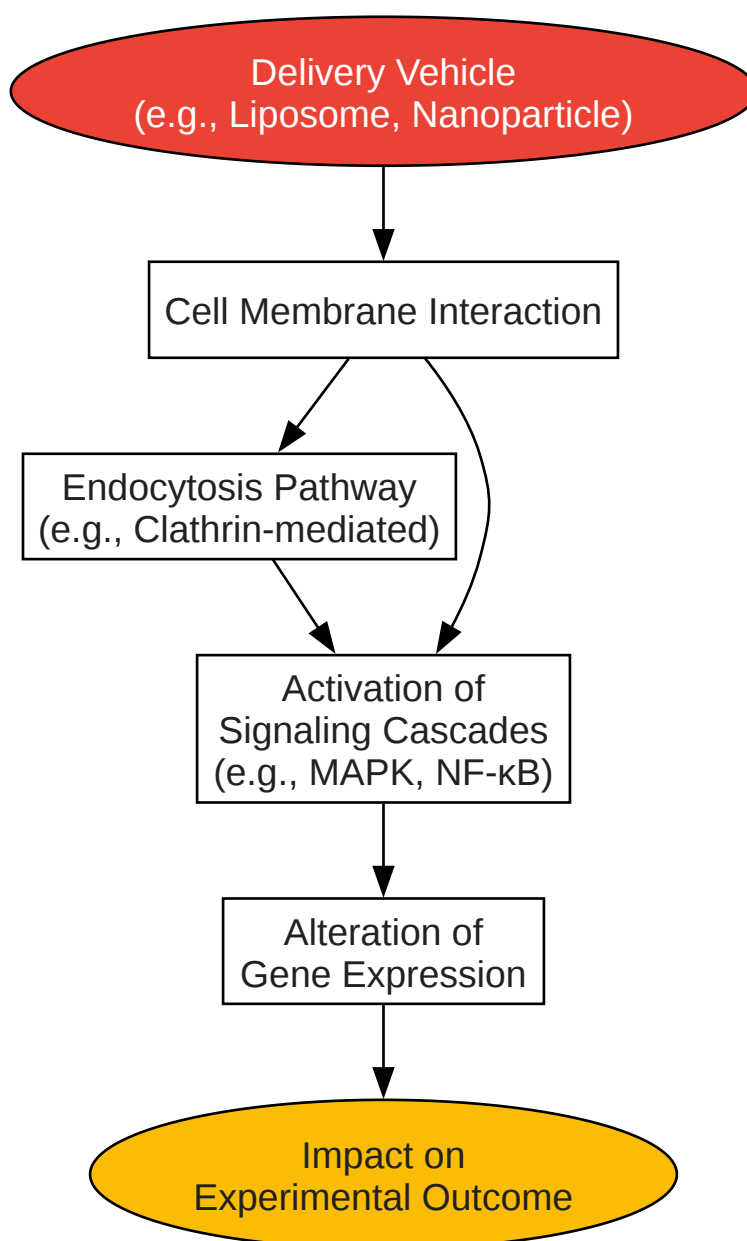 Delivery Vehicle
(e.g., Liposome, Nanoparticle)
Cell Membrane Interaction
Endocytosis Pathway
(e.g., Clathrin-mediated)
Activation of
Signaling Cascades
(e.g., MAPK, NF-κB)
Alteration of
Gene Expression
Impact on
Experimental Outcome